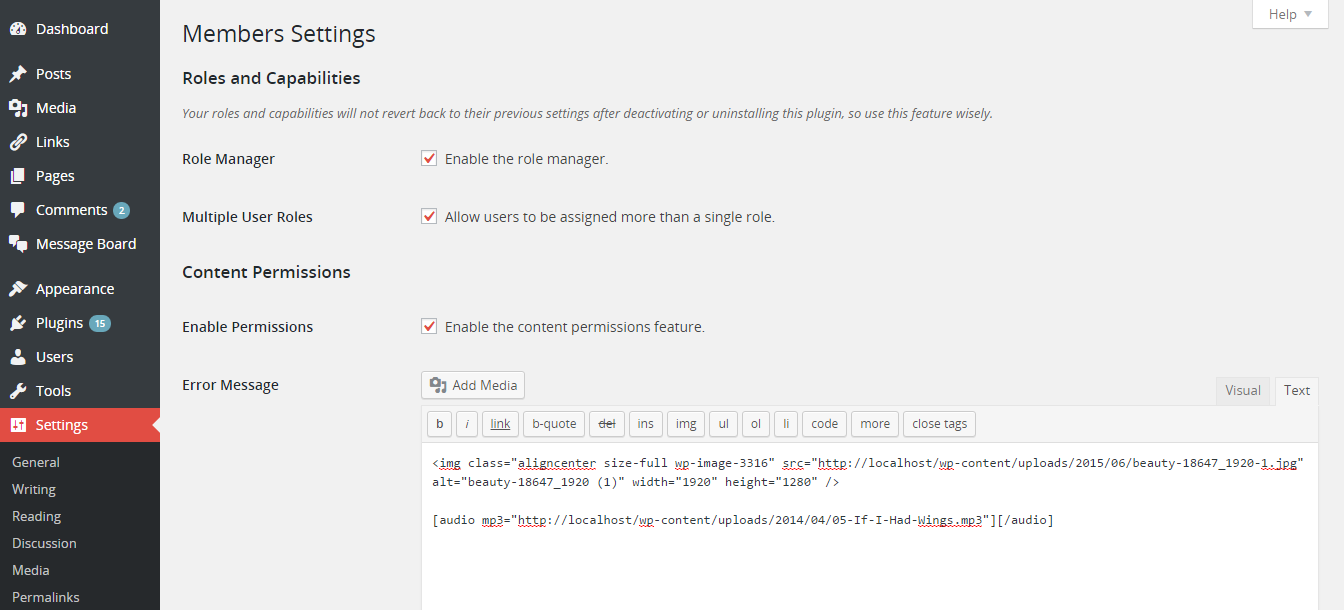 Dashboard
Posts
Media
Links
Pages
Comments 2
Message Board
Appearance
Plugins 15
Users
Tools
Settings
General
Writing
Reading
Discussion
Media
Permalinks
Help
Members Settings
Roles and Capabilities
Your roles and capabilities will not revert back to their previous settings after deactivating or uninstalling this plugin, so use this feature wisely.
Role Manager Enable the role manager.
Multiple User Roles Allow users to be assigned more than a single role.
Content Permissions
Enable Permissions Enable the content permissions feature.
Error Message Add Media Visual Text
b i link b-quote del ins img ul ol li code more close tags
<img class="aligncenter size-full wp-image-3316" src="http://localhost/wp-content/uploads/2015/06/beauty-18647_1920-1.jpg"
alt="beauty-18647_1920 (1)" width="1920" height="1280" />
[audio mp3="http://localhost/wp-content/uploads/2014/04/05-If-I-Had-Wings.mp3"][/audio]